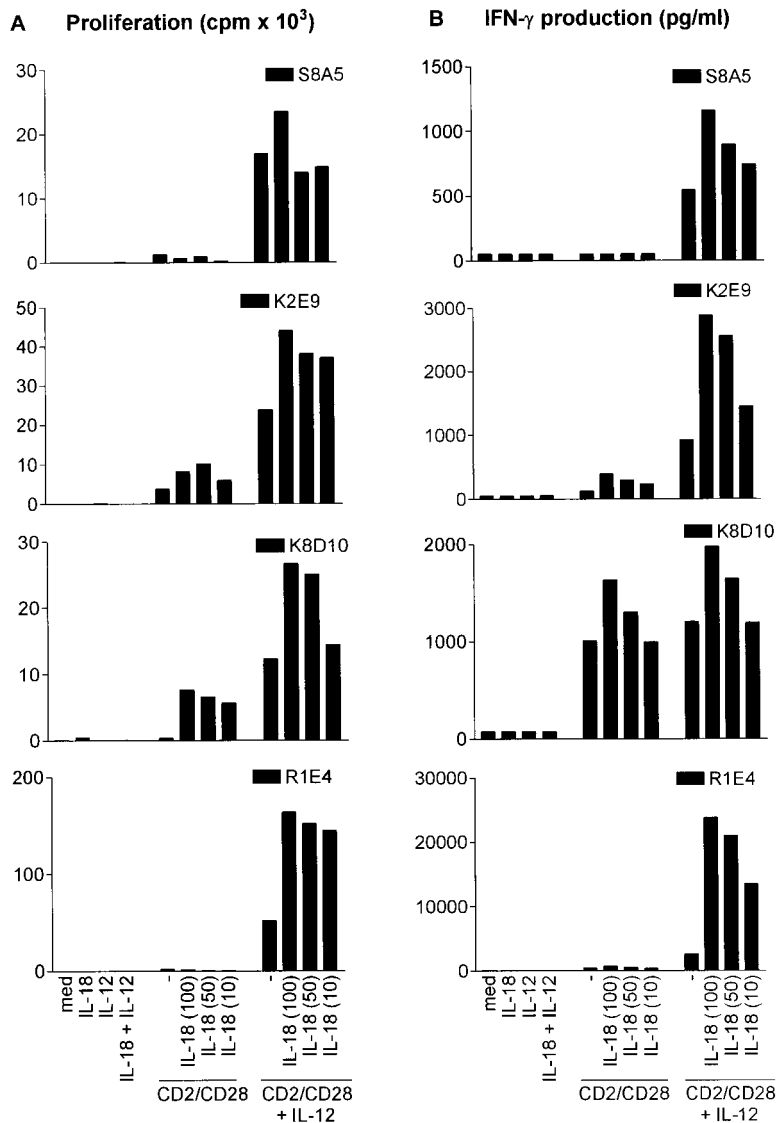 A Proliferation (cpm x 10³)
S8A5
30
20
10
0
K2E9
50
40
30
20
10
0
K8D10
30
20
10
0
R1E4
200
100
0
med
IL-18
IL-12
IL-18 + IL-12
-
IL-18 (100)
IL-18 (50)
IL-18 (10)
-
IL-18 (100)
IL-18 (50)
IL-18 (10)
CD2/CD28
CD2/CD28
+ IL-12
B IFN-γ production (pg/ml)
S8A5
1500
1000
500
0
K2E9
3000
2000
1000
0
K8D10
2000
1000
0
R1E4
30000
20000
10000
0
med
IL-18
IL-12
IL-18 + IL-12
-
IL-18 (100)
IL-18 (50)
IL-18 (10)
-
IL-18 (100)
IL-18 (50)
IL-18 (10)
CD2/CD28
CD2/CD28
+ IL-12